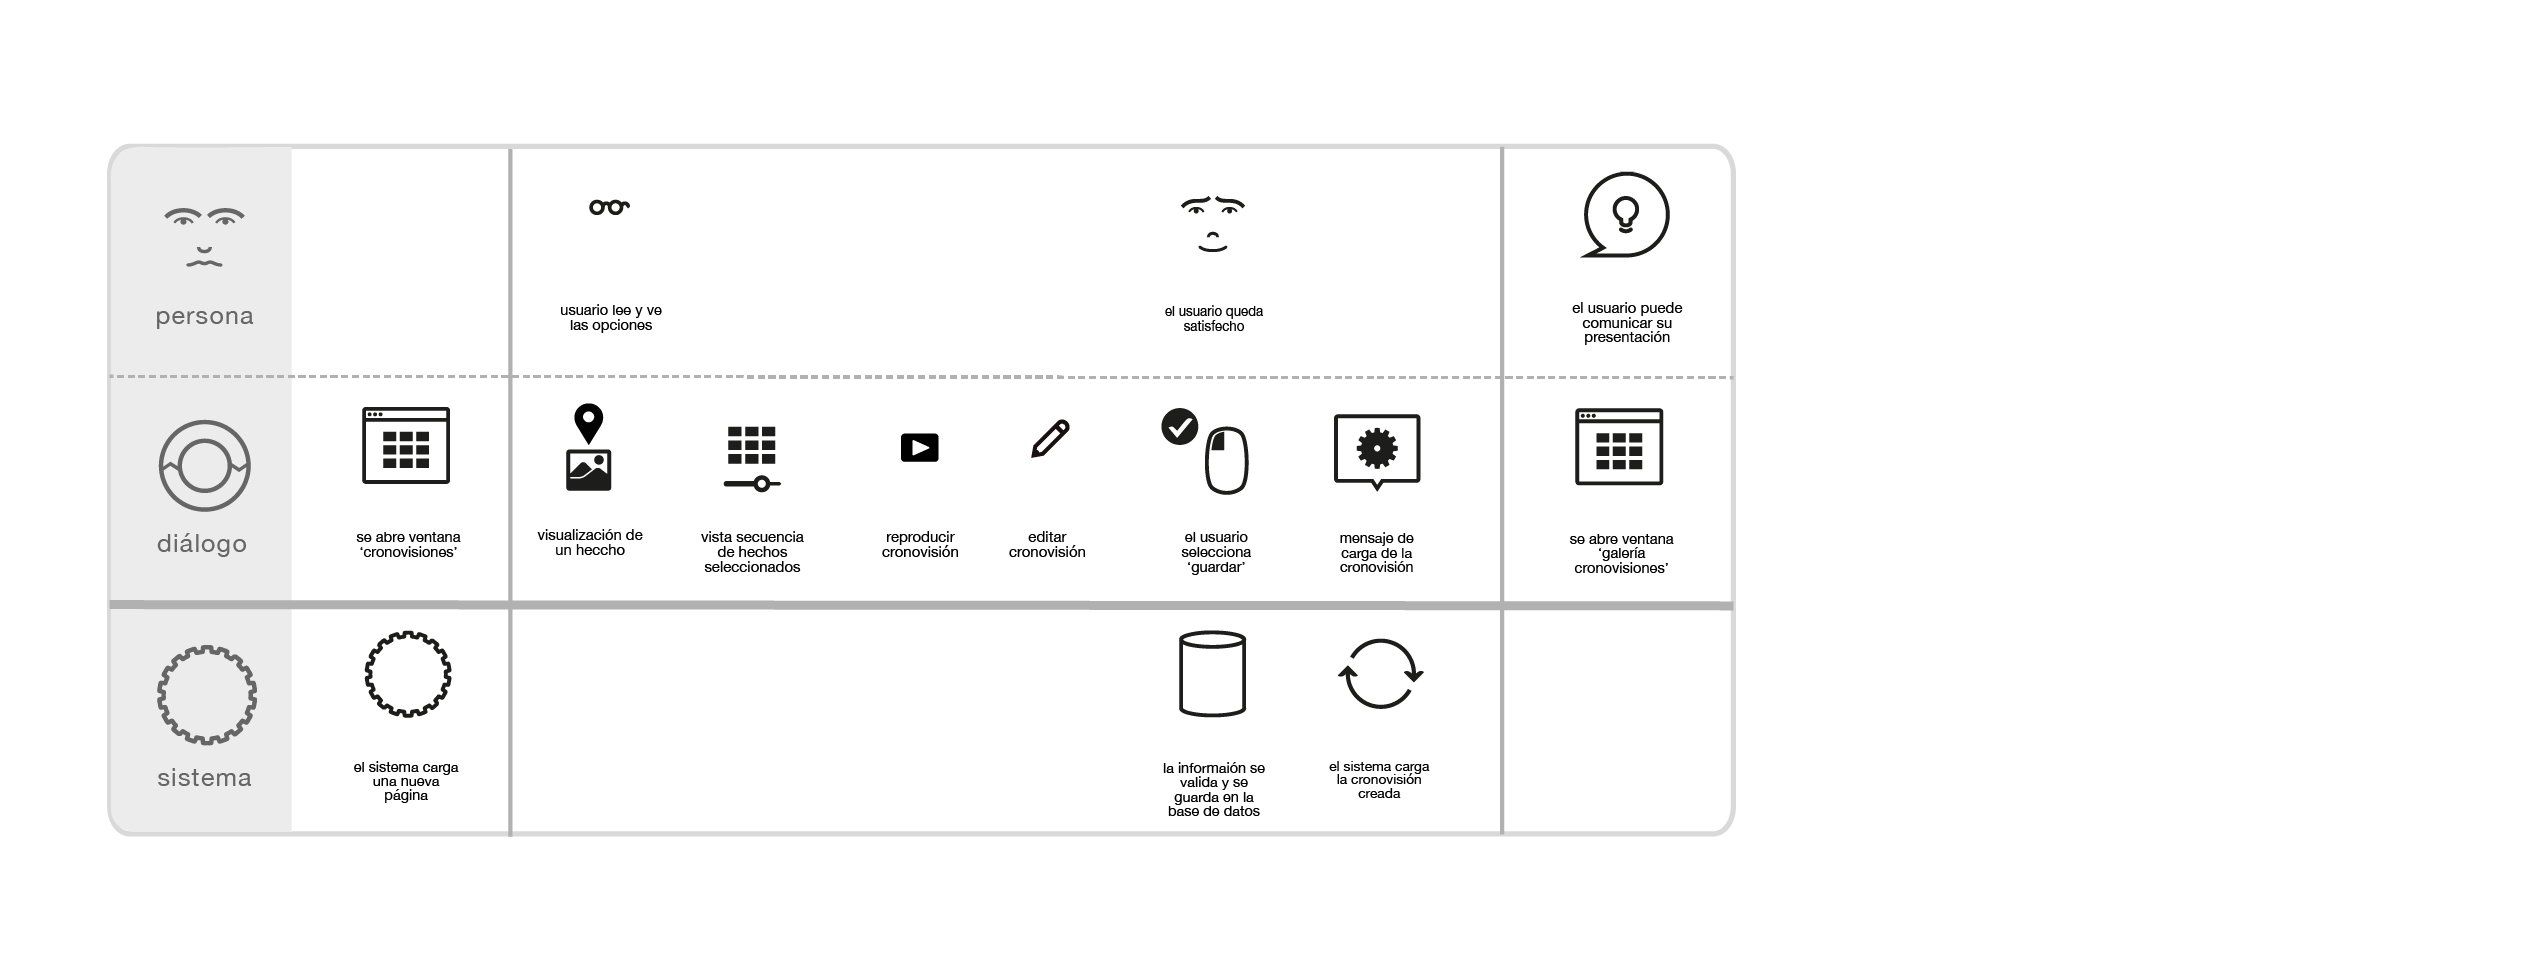 persona
usuario lee y ve
las opciones
el usuario queda
satisfecho
el usuario puede
comunicar su
presentación
diálogo
se abre ventana
‘cronovisiones’
visualización de
un heccho
vista secuencia
de hechos
seleccionados
reproducir
cronovisión
editar
cronovisión
el usuario
selecciona
‘guardar’
mensaje de
carga de la
cronovisión
se abre ventana
‘galería
cronovisiones’
sistema
el sistema carga
una nueva
página
la informaión se
valida y se
guarda en la
base de datos
el sistema carga
la cronovisión
creada